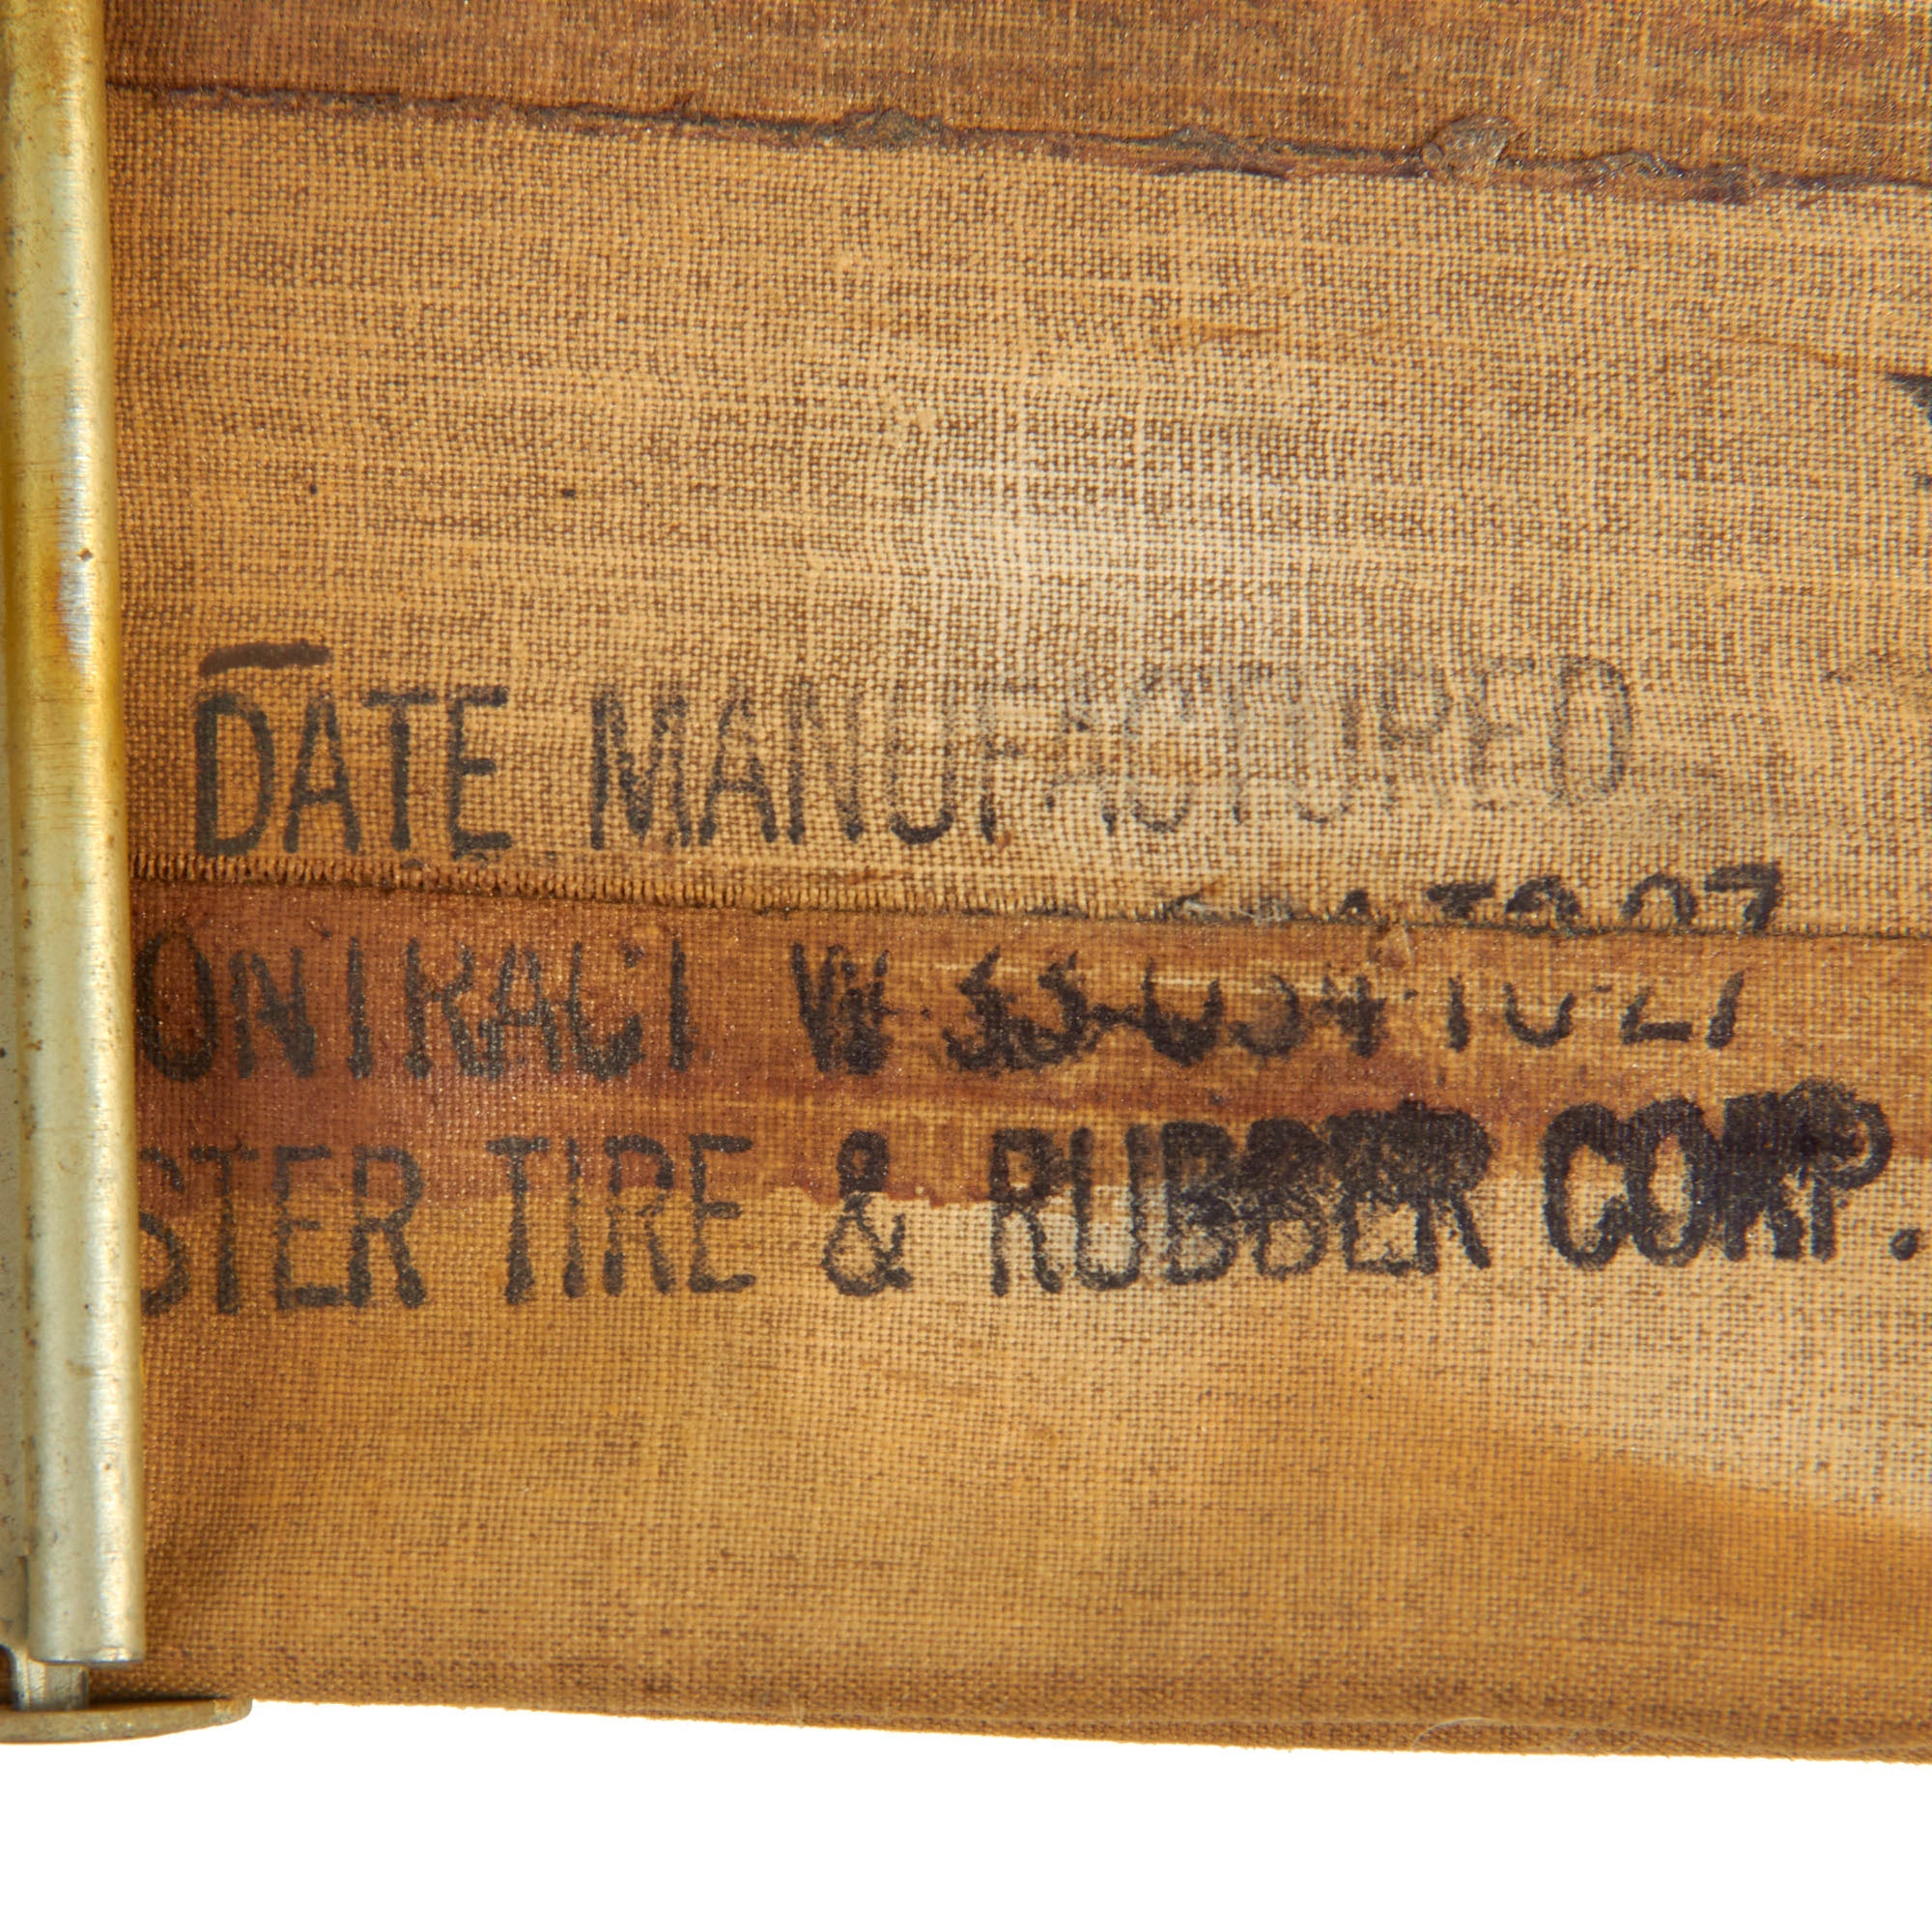 DATE MANUFACTURED
ONTRACT W
STER TIRE & RUBBER CORP.